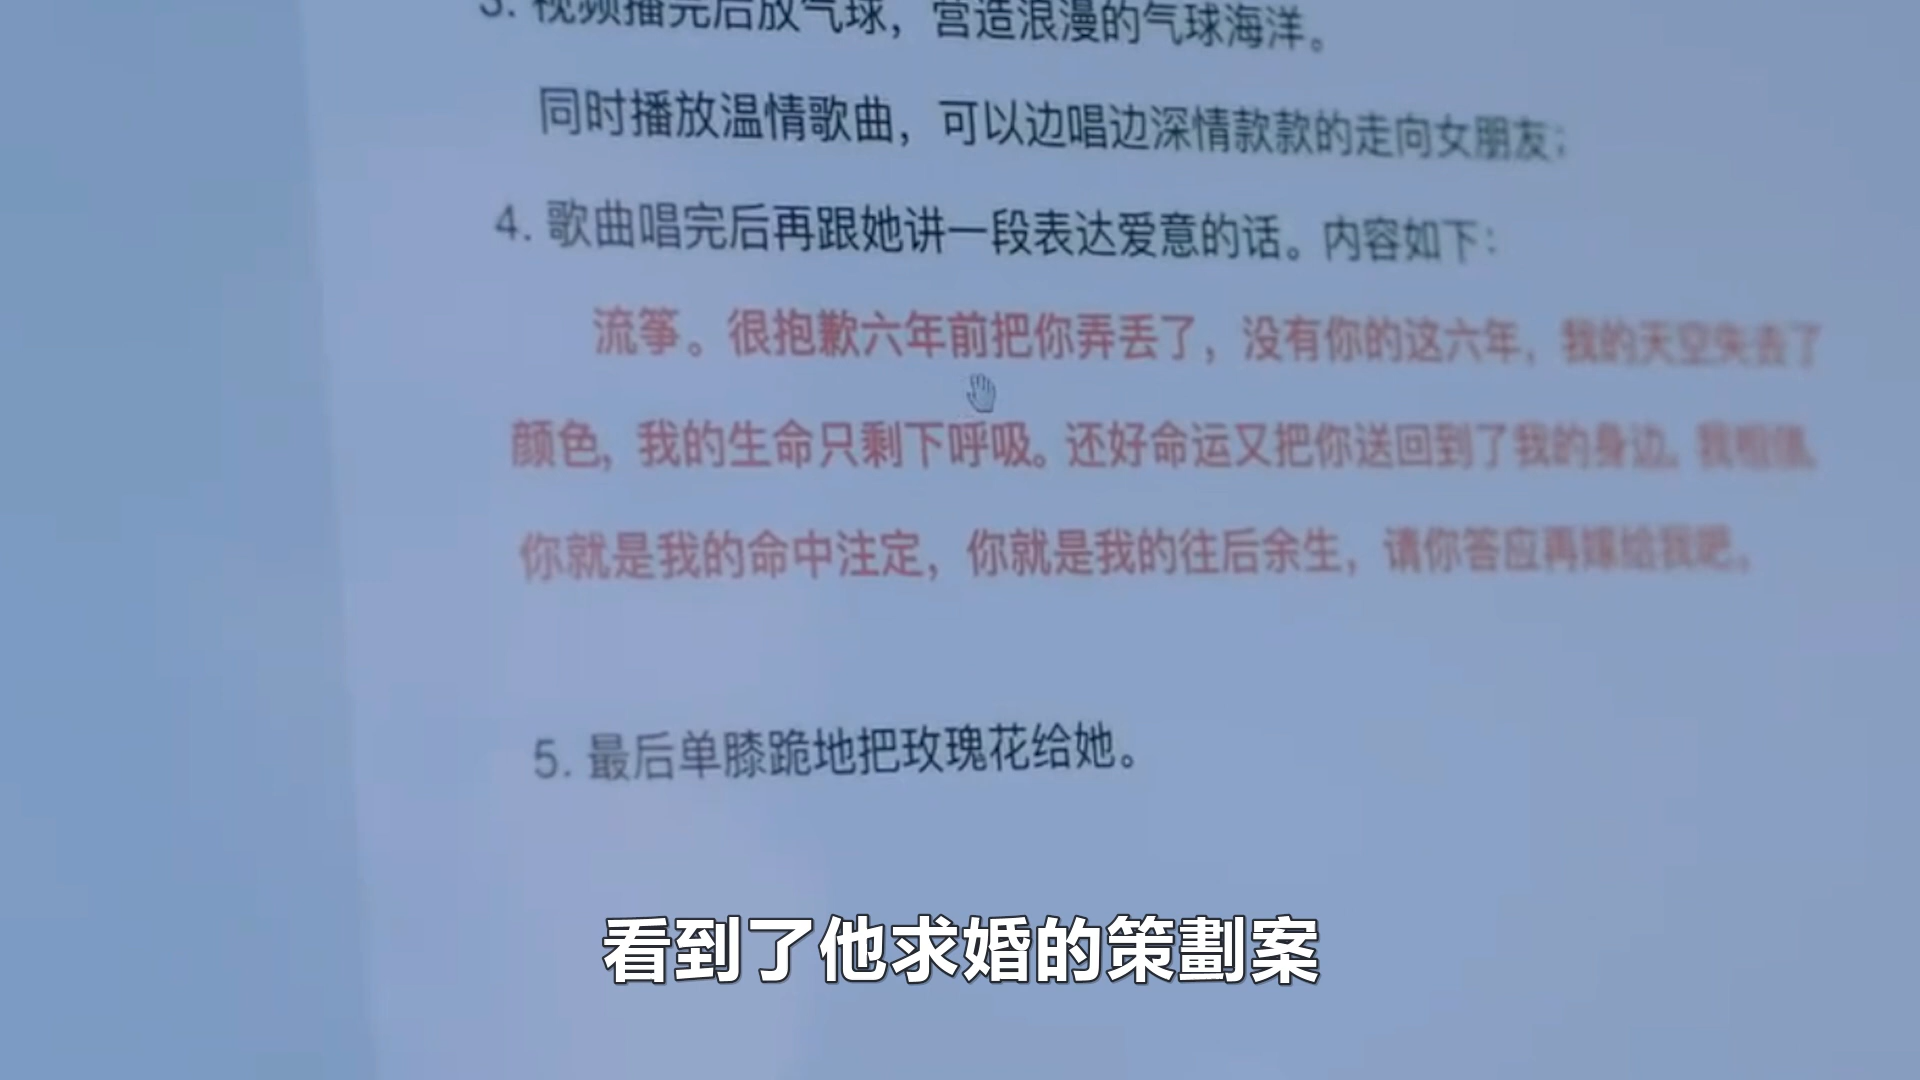 3. 视频播完后放气球，营造浪漫的气球海洋。
同时播放温情歌曲，可以边唱边深情款款的走向女朋友；
4. 歌曲唱完后再跟她讲一段表达爱意的话。内容如下：
流筝。很抱歉六年前把你弄丢了，没有你的这六年，我的天空失去了
颜色，我的生命只剩下呼吸。还好命运又把你送回到了我的身边。我相信，
你就是我的命中注定，你就是我的往后余生，请你答应再嫁给我吧。
5. 最后单膝跪地把玫瑰花给她。
看到了他求婚的策劃案